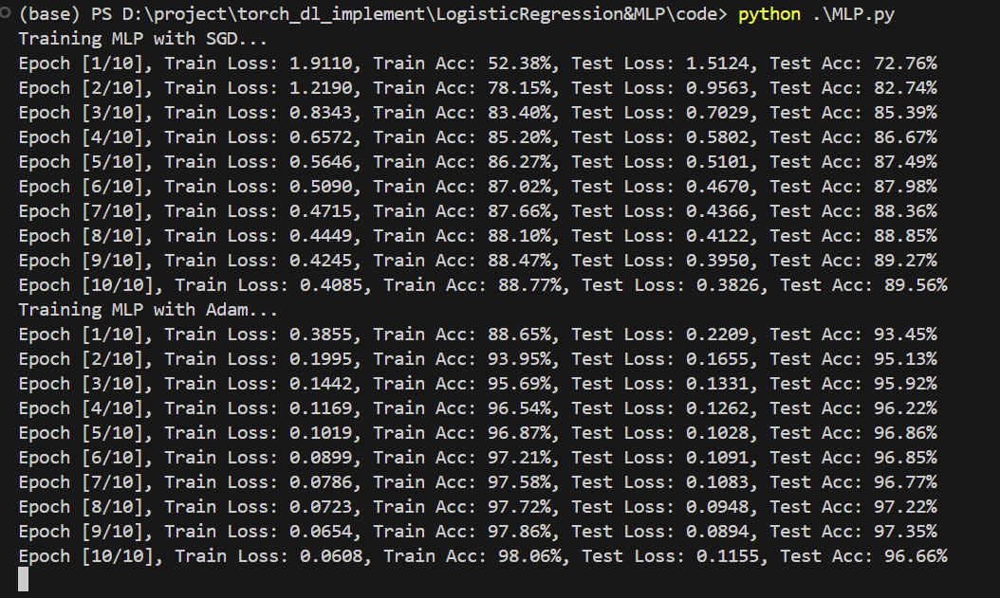 (base) PS D:\project\torch_dl_implement\LogisticRegression&MLP\code> python .\MLP.py
Training MLP with SGD...
Epoch [1/10], Train Loss: 1.9110, Train Acc: 52.38%, Test Loss: 1.5124, Test Acc: 72.76%
Epoch [2/10], Train Loss: 1.2190, Train Acc: 78.15%, Test Loss: 0.9563, Test Acc: 82.74%
Epoch [3/10], Train Loss: 0.8343, Train Acc: 83.40%, Test Loss: 0.7029, Test Acc: 85.39%
Epoch [4/10], Train Loss: 0.6572, Train Acc: 85.20%, Test Loss: 0.5802, Test Acc: 86.67%
Epoch [5/10], Train Loss: 0.5646, Train Acc: 86.27%, Test Loss: 0.5101, Test Acc: 87.49%
Epoch [6/10], Train Loss: 0.5090, Train Acc: 87.02%, Test Loss: 0.4670, Test Acc: 87.98%
Epoch [7/10], Train Loss: 0.4715, Train Acc: 87.66%, Test Loss: 0.4366, Test Acc: 88.36%
Epoch [8/10], Train Loss: 0.4449, Train Acc: 88.10%, Test Loss: 0.4122, Test Acc: 88.85%
Epoch [9/10], Train Loss: 0.4245, Train Acc: 88.47%, Test Loss: 0.3950, Test Acc: 89.27%
Epoch [10/10], Train Loss: 0.4085, Train Acc: 88.77%, Test Loss: 0.3826, Test Acc: 89.56%
Training MLP with Adam...
Epoch [1/10], Train Loss: 0.3855, Train Acc: 88.65%, Test Loss: 0.2209, Test Acc: 93.45%
Epoch [2/10], Train Loss: 0.1995, Train Acc: 93.95%, Test Loss: 0.1655, Test Acc: 95.13%
Epoch [3/10], Train Loss: 0.1442, Train Acc: 95.69%, Test Loss: 0.1331, Test Acc: 95.92%
Epoch [4/10], Train Loss: 0.1169, Train Acc: 96.54%, Test Loss: 0.1262, Test Acc: 96.22%
Epoch [5/10], Train Loss: 0.1019, Train Acc: 96.87%, Test Loss: 0.1028, Test Acc: 96.86%
Epoch [6/10], Train Loss: 0.0899, Train Acc: 97.21%, Test Loss: 0.1091, Test Acc: 96.85%
Epoch [7/10], Train Loss: 0.0786, Train Acc: 97.58%, Test Loss: 0.1083, Test Acc: 96.77%
Epoch [8/10], Train Loss: 0.0723, Train Acc: 97.72%, Test Loss: 0.0948, Test Acc: 97.22%
Epoch [9/10], Train Loss: 0.0654, Train Acc: 97.86%, Test Loss: 0.0894, Test Acc: 97.35%
Epoch [10/10], Train Loss: 0.0608, Train Acc: 98.06%, Test Loss: 0.1155, Test Acc: 96.66%